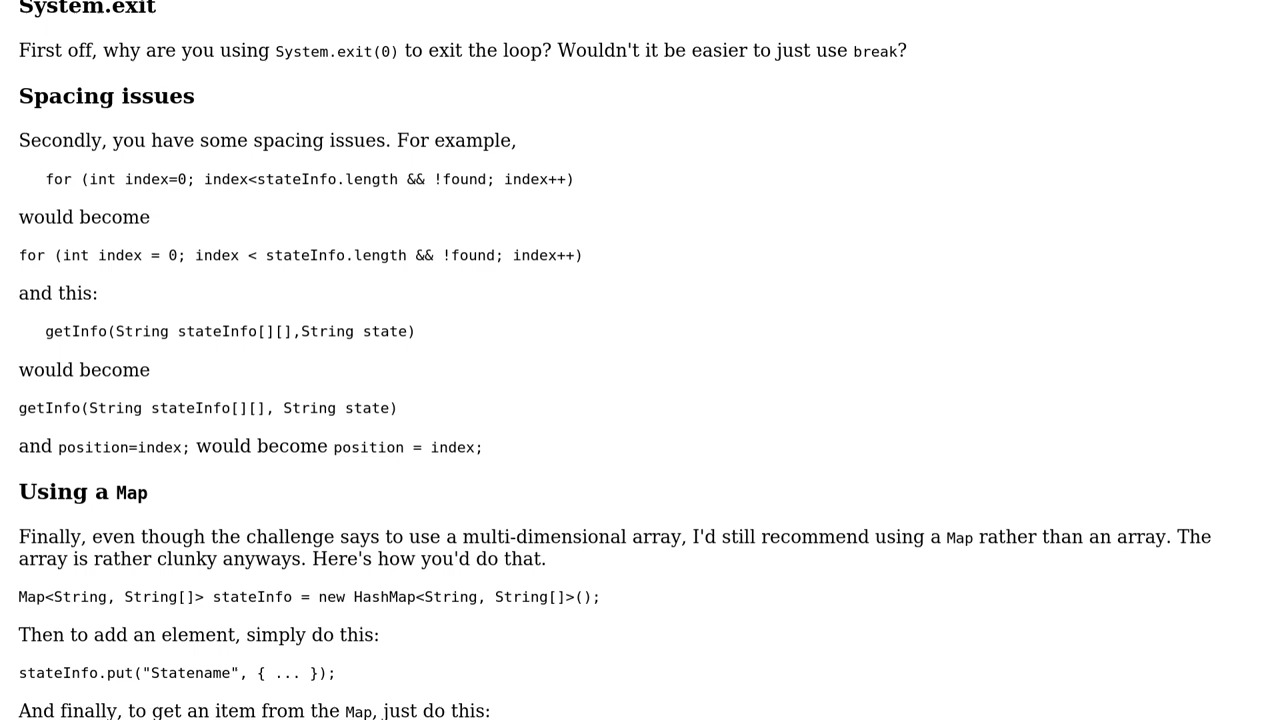 System.exit
First off, why are you using System.exit(0) to exit the loop? Wouldn't it be easier to just use break?
Spacing issues
Secondly, you have some spacing issues. For example,
for (int index=0; index<stateInfo.length && !found; index++)
would become
for (int index = 0; index < stateInfo.length && !found; index++)
and this:
getInfo(String stateInfo[][],String state)
would become
getInfo(String stateInfo[][], String state)
and position=index; would become position = index;
Using a Map
Finally, even though the challenge says to use a multi-dimensional array, I'd still recommend using a Map rather than an array. The
array is rather clunky anyways. Here's how you'd do that.
Map<String, String[]> stateInfo = new HashMap<String, String[]>();
Then to add an element, simply do this:
stateInfo.put("Statename", { ... });
And finally, to get an item from the Map, just do this: